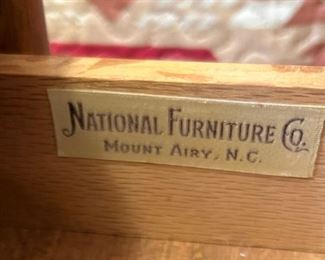 NATIONAL FURNITURE CO.
MOUNT AIRY, N.C.